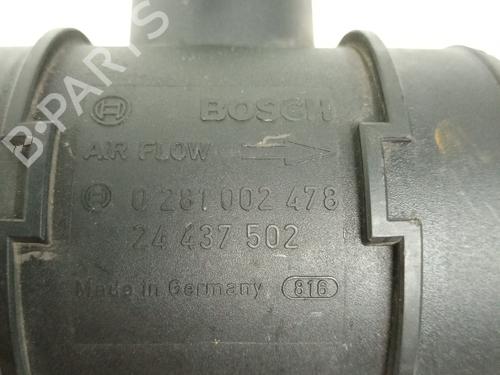 BOSCH
AIR FLOW
0 281 002 478
24 437 502
Made in Germany 816
B-PARTS